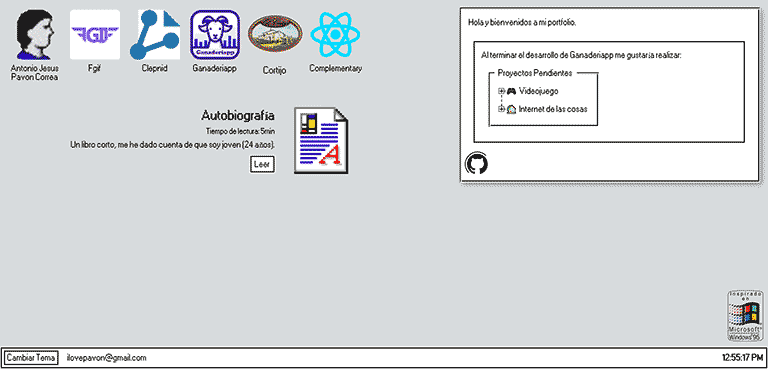 Antonio Jesus
Pavon Correa
FGIF
Fgif
Clepnid
Ganaderiapp
Ganaderiapp
Cortijo
Complementary
Autobiografía
Tiempo de lectura: 5min
Un libro corto, me he dado cuenta de que soy joven (24 años).
Leer
A
Hola y bienvenidos a mi portfolio.
Al terminar el desarrollo de Ganaderiapp me gustaría realizar:
Proyectos Pendientes
Videojuego
Internet de las cosas
Inspirado
en
Microsoft
Windows'95
Cambiar Tema
ilovepavon@gmail.com
12:55:17 PM